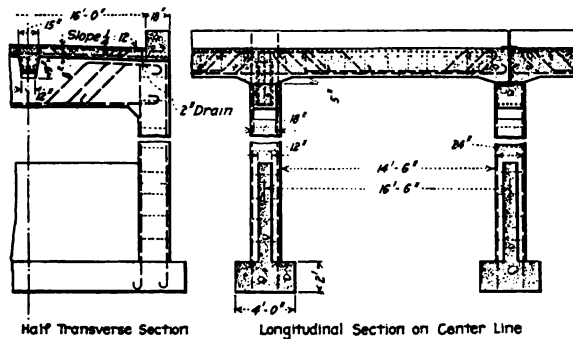 16'-0" 18"
15"
Slope 1/2 : 12
2" Drain
5"
18"
12"
24"
14'-6"
16'-6"
2'
4'-0"
Half Transverse Section
Longitudinal Section on Center Line